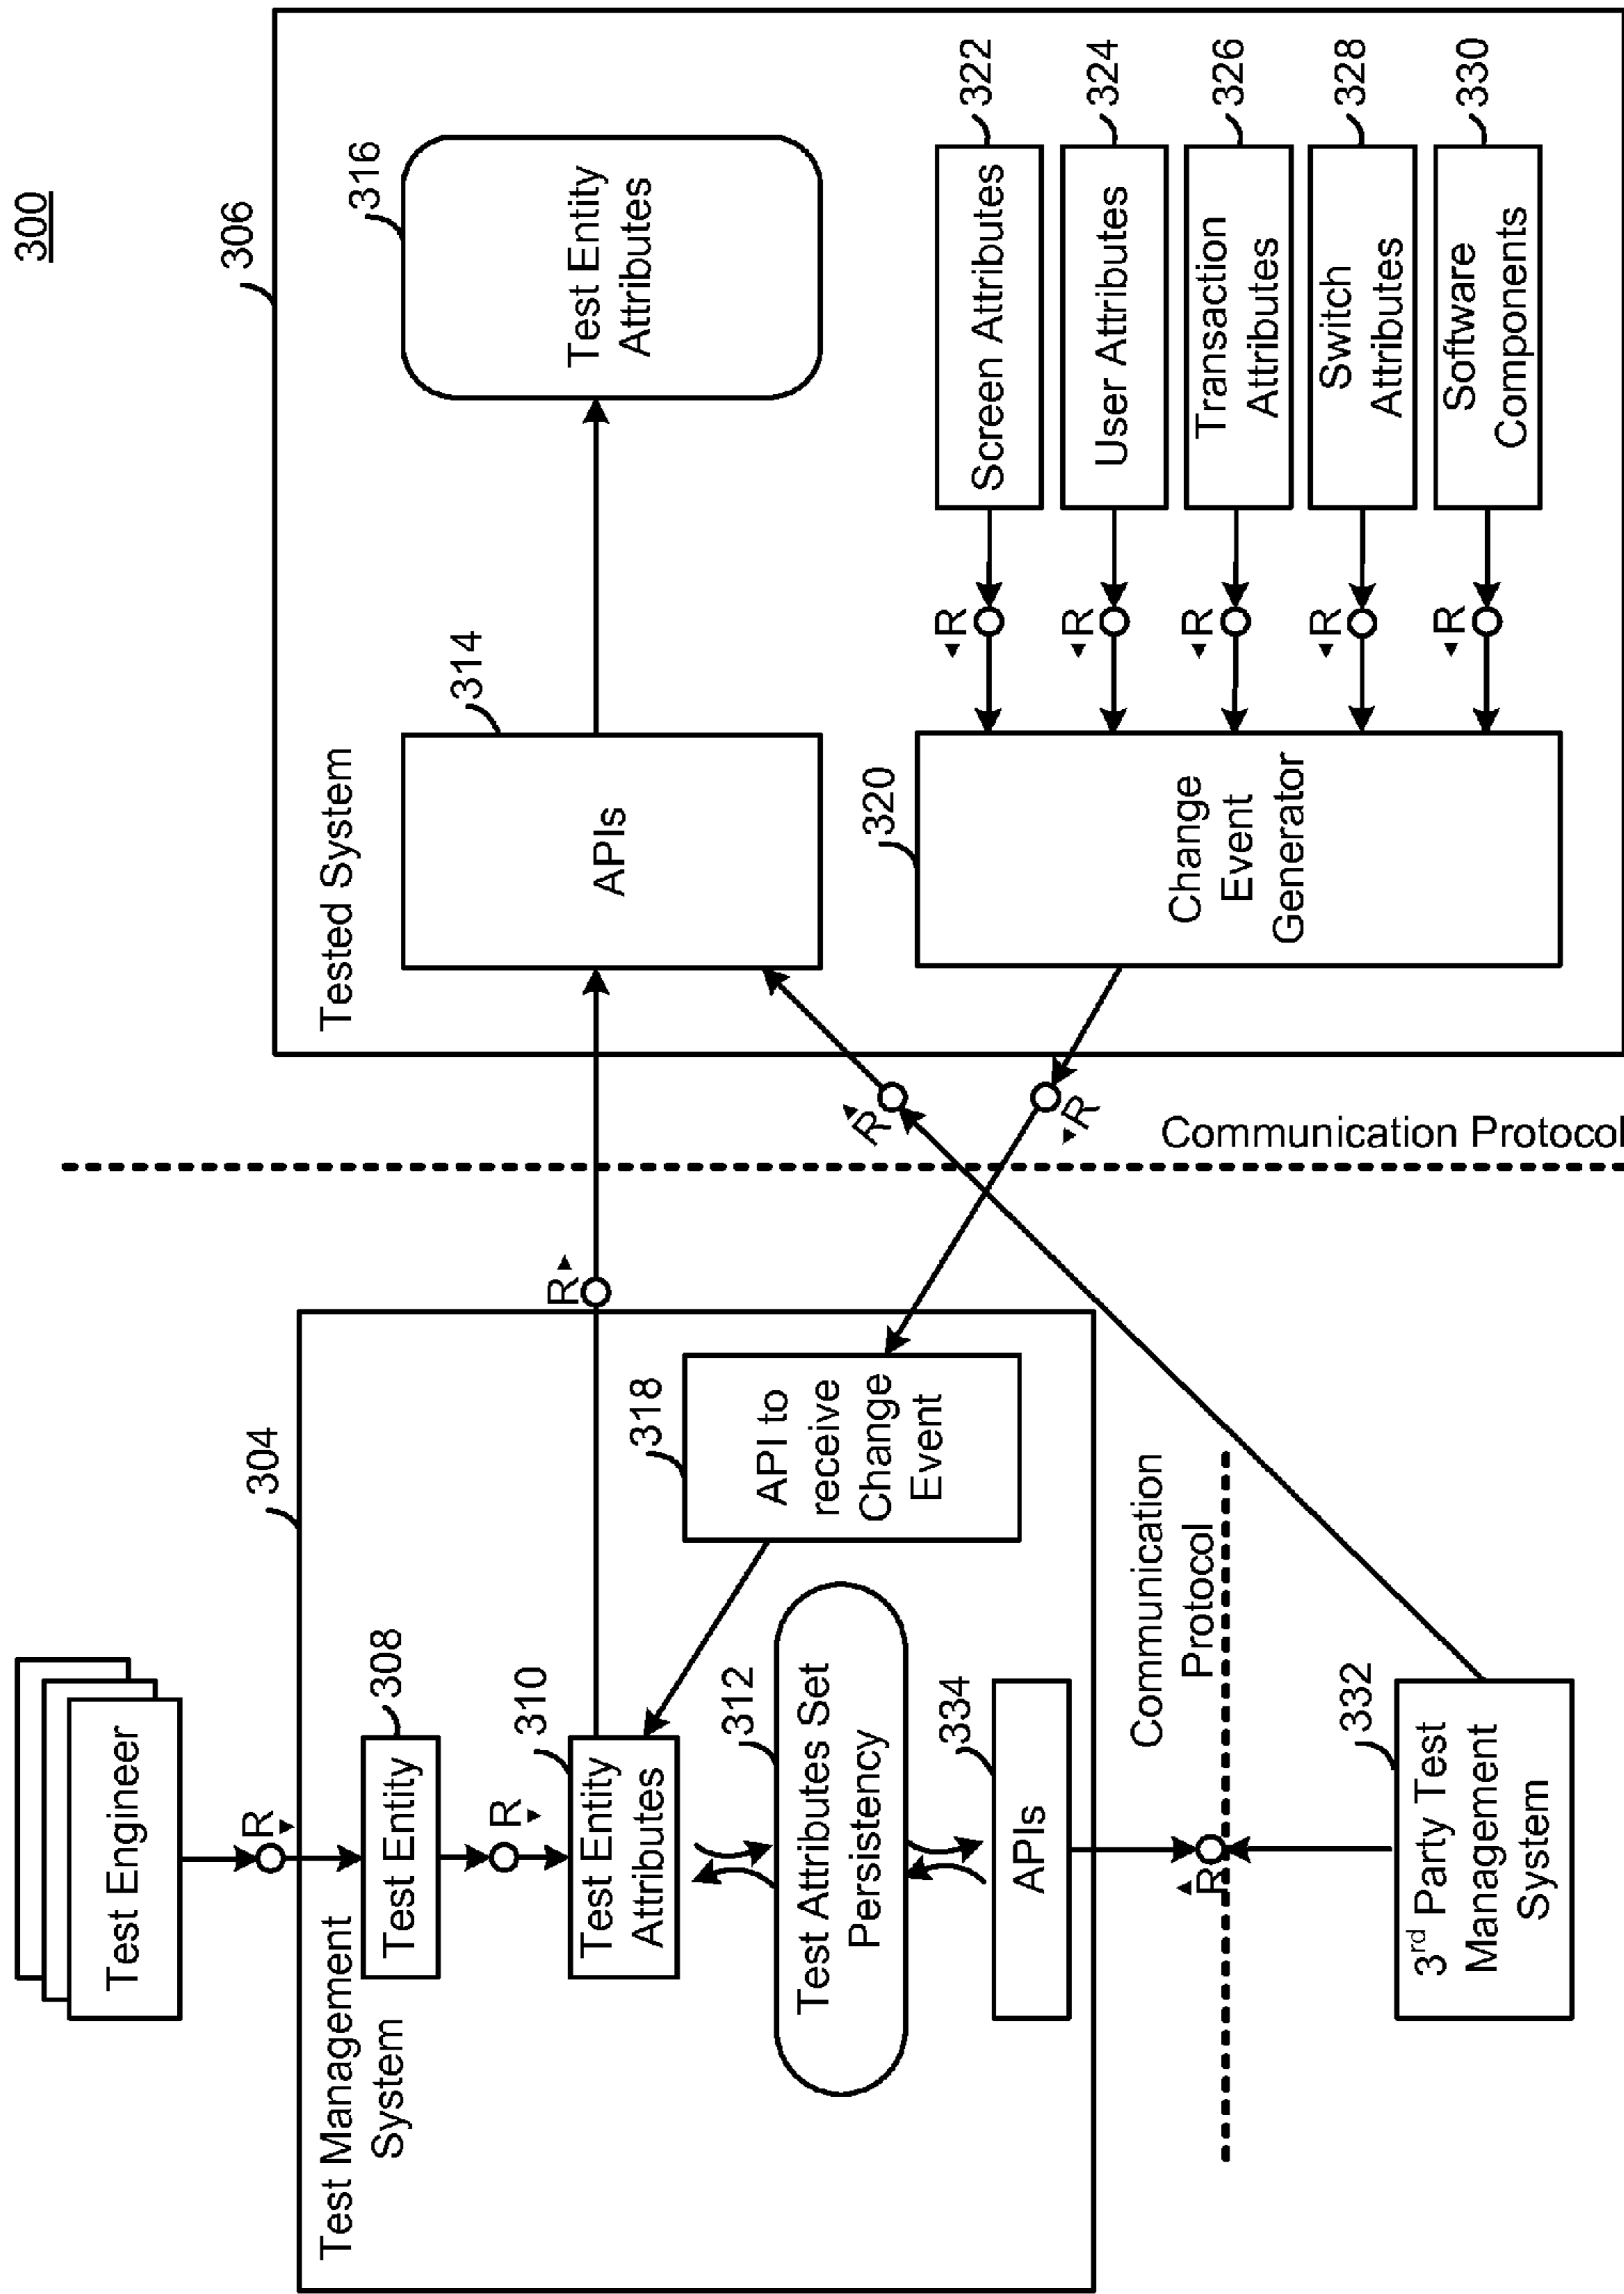 300
Test Engineer
R
304
Test Management
System
308
Test Entity
R
310
Test Entity
Attributes
312
Test Attributes Set
Persistency
334
APIs
318
API to
receive
Change
Event
R
Communication
Protocol
R
332
3rd Party Test
Management
System
R
R
Communication Protocol
306
Tested System
314
APIs
316
Test Entity
Attributes
320
Change
Event
Generator
R
322
Screen Attributes
R
324
User Attributes
R
326
Transaction
Attributes
R
328
Switch
Attributes
R
330
Software
Components